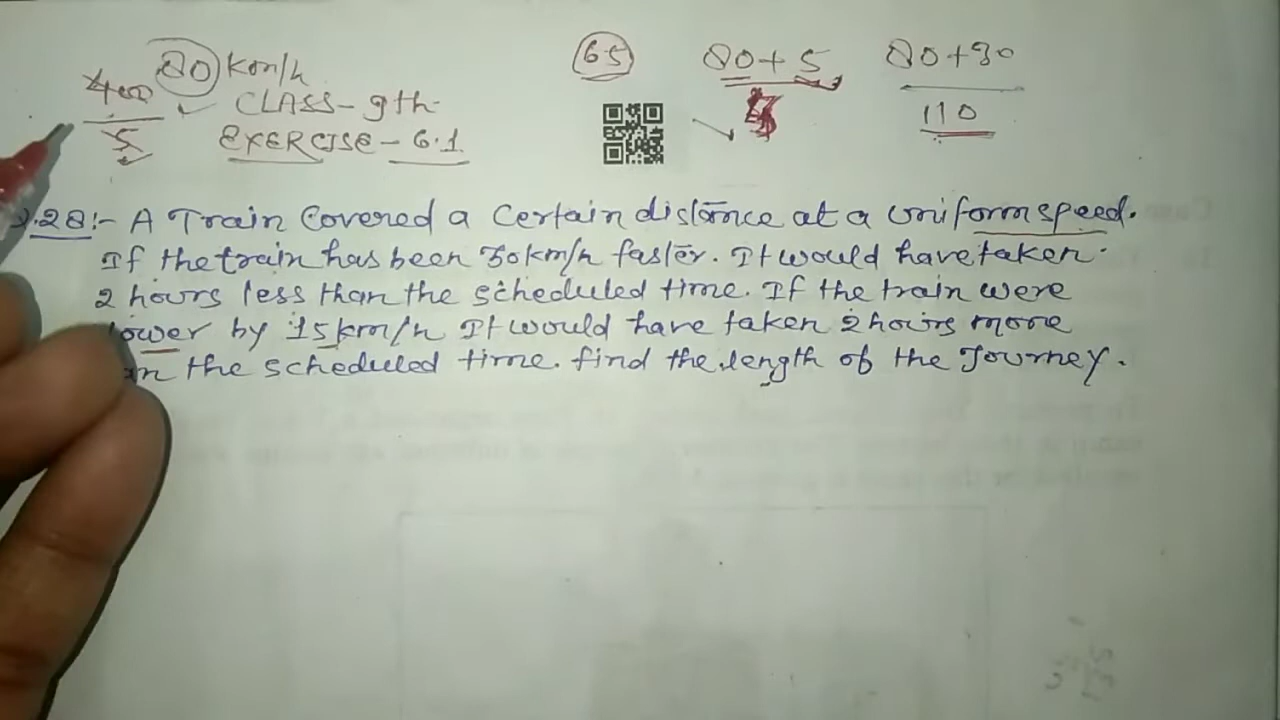 80 km/h
400
5
CLASS - 9th
EXERCISE - 6.1
65
80 + 5
80 + 30
110
.28:- A Train Covered a certain distance at a uniform speed.
If the train has been 30km/h faster. It would have taken
2 hours less than the scheduled time. If the train were
lower by 15km/h It would have taken 2 hours more
an the scheduled time. find the length of the Journey.